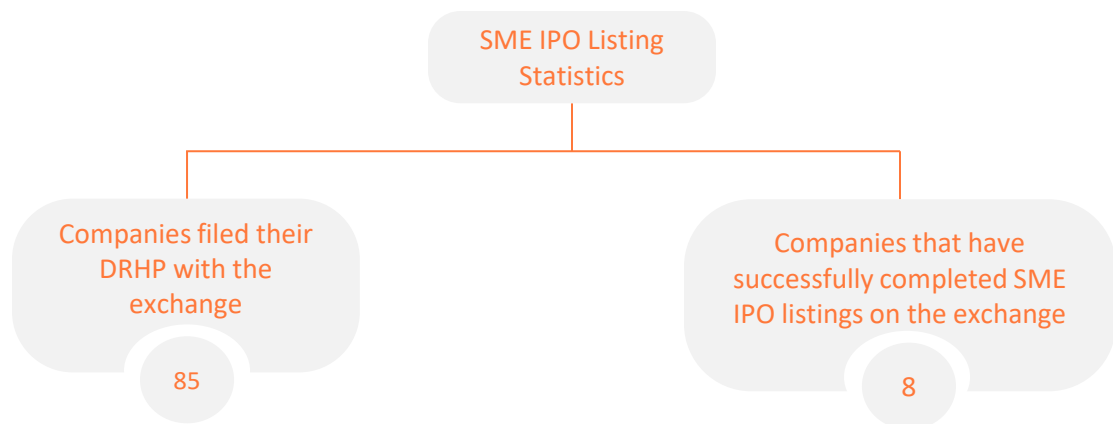 SME IPO Listing
Statistics
Companies filed their
DRHP with the
exchange
85
Companies that have
successfully completed SME
IPO listings on the exchange
8